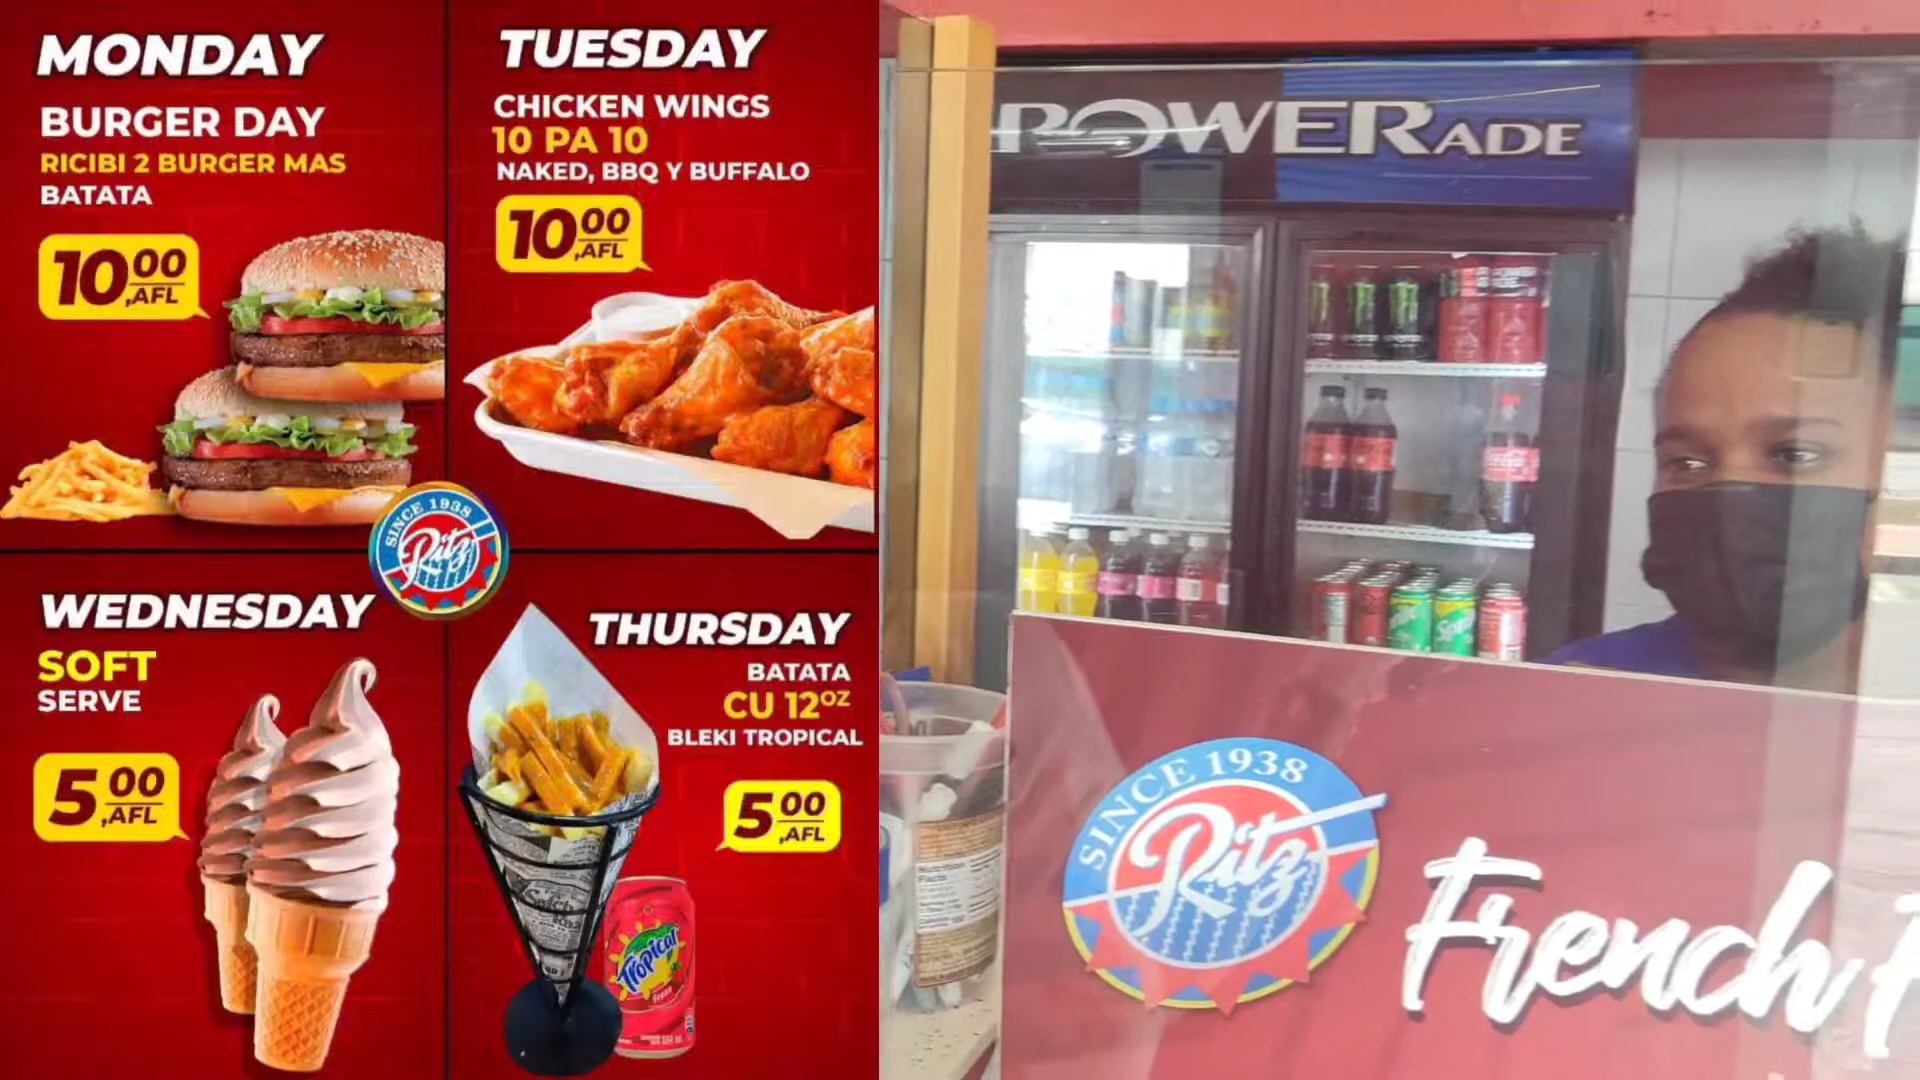 MONDAY
BURGER DAY
RICIBI 2 BURGER MAS
BATATA
10.00
,AFL
TUESDAY
CHICKEN WINGS
10 PA 10
NAKED, BBQ Y BUFFALO
10.00
,AFL
SINCE 1938
Ritz
WEDNESDAY
SOFT
SERVE
5.00
,AFL
THURSDAY
BATATA
CU 12OZ
BLEKI TROPICAL
5.00
,AFL
Tropical
POWERADE
Sprite
Nutrition
Facts
SINCE 1938
Ritz
French